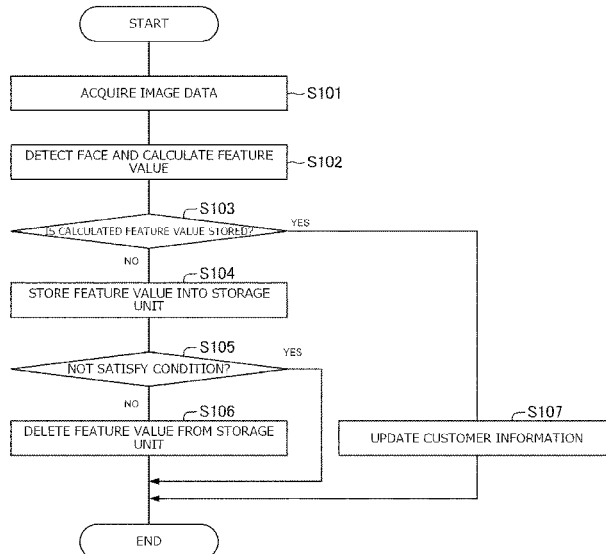 START
ACQUIRE IMAGE DATA
S101
DETECT FACE AND CALCULATE FEATURE
VALUE
S102
S103
IS CALCULATED FEATURE VALUE STORED?
YES
NO
S104
STORE FEATURE VALUE INTO STORAGE
UNIT
S105
NOT SATISFY CONDITION?
YES
NO
S106
DELETE FEATURE VALUE FROM STORAGE
UNIT
S107
UPDATE CUSTOMER INFORMATION
END